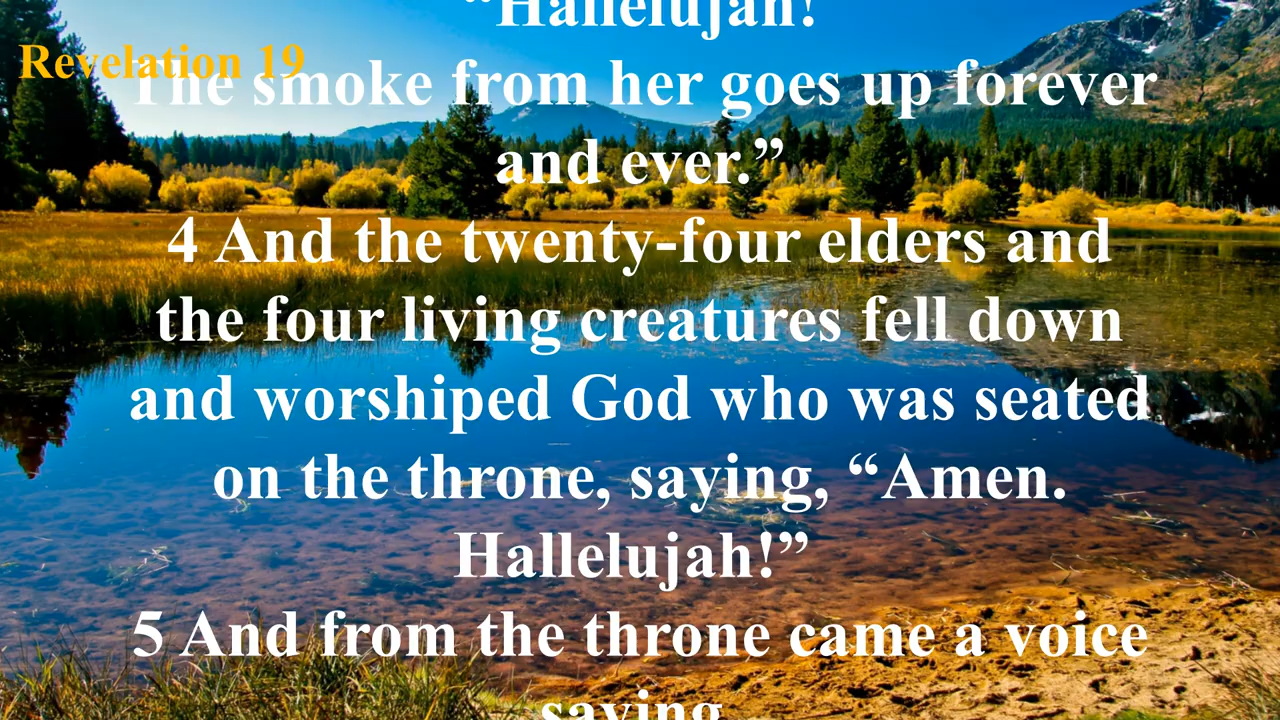 “Hallelujah!
Revelation 19
The smoke from her goes up forever
and ever.”
4 And the twenty-four elders and
the four living creatures fell down
and worshiped God who was seated
on the throne, saying, “Amen.
Hallelujah!”
5 And from the throne came a voice
saying,